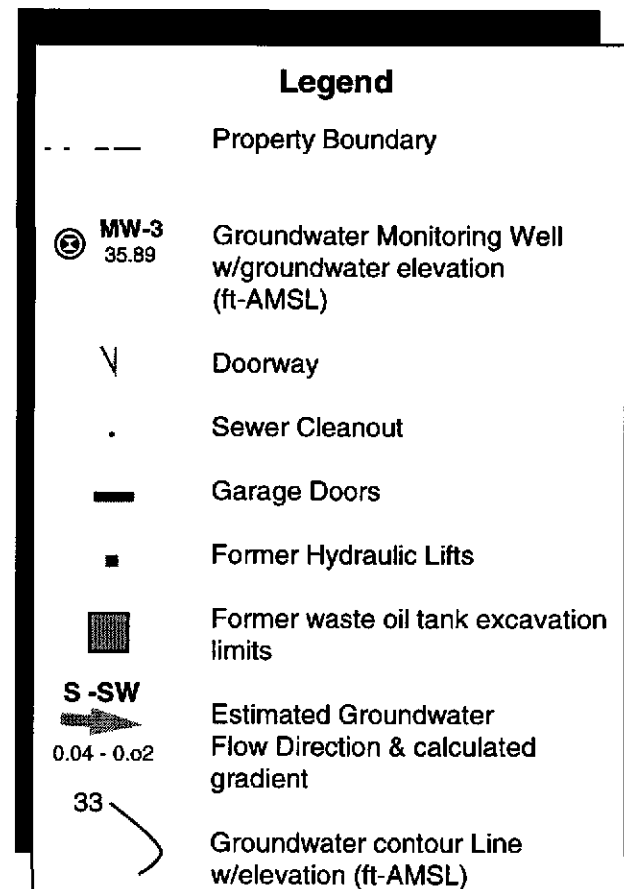 Legend
Property Boundary
MW-3
35.89
Groundwater Monitoring Well
w/groundwater elevation
(ft-AMSL)
Doorway
Sewer Cleanout
Garage Doors
Former Hydraulic Lifts
Former waste oil tank excavation
limits
S -SW
0.04 - 0.o2
Estimated Groundwater
Flow Direction & calculated
gradient
33
Groundwater contour Line
w/elevation (ft-AMSL)